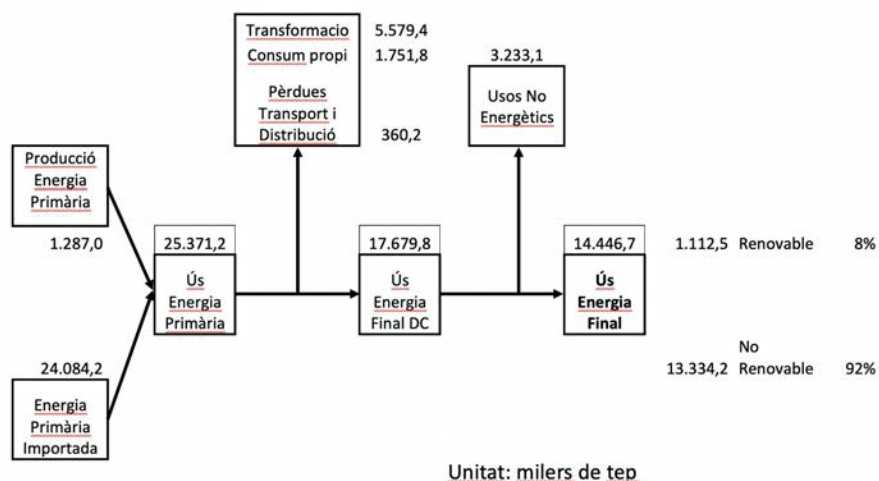 Transformacio 5.579,4
Consum propi 1.751,8
Pèrdues
Transport i
Distribució 360,2
3.233,1
Usos No
Energètics
Producció
Energia
Primària
1.287,0
25.371,2
Ús
Energia
Primària
17.679,8
Ús
Energia
Final DC
14.446,7
Ús
Energia
Final
1.112,5 Renovable 8%
No
13.334,2 Renovable 92%
24.084,2
Energia
Primària
Importada
Unitat: milers de tep